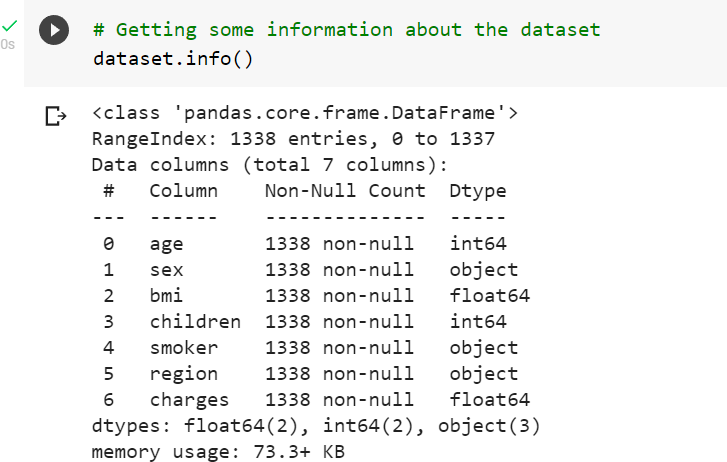 0s
# Getting some information about the dataset
dataset.info()
<class 'pandas.core.frame.DataFrame'>
RangeIndex: 1338 entries, 0 to 1337
Data columns (total 7 columns):
 #   Column    Non-Null Count  Dtype
---  ------    --------------  -----
 0   age       1338 non-null   int64
 1   sex       1338 non-null   object
 2   bmi       1338 non-null   float64
 3   children  1338 non-null   int64
 4   smoker    1338 non-null   object
 5   region    1338 non-null   object
 6   charges   1338 non-null   float64
dtypes: float64(2), int64(2), object(3)
memory usage: 73.3+ KB